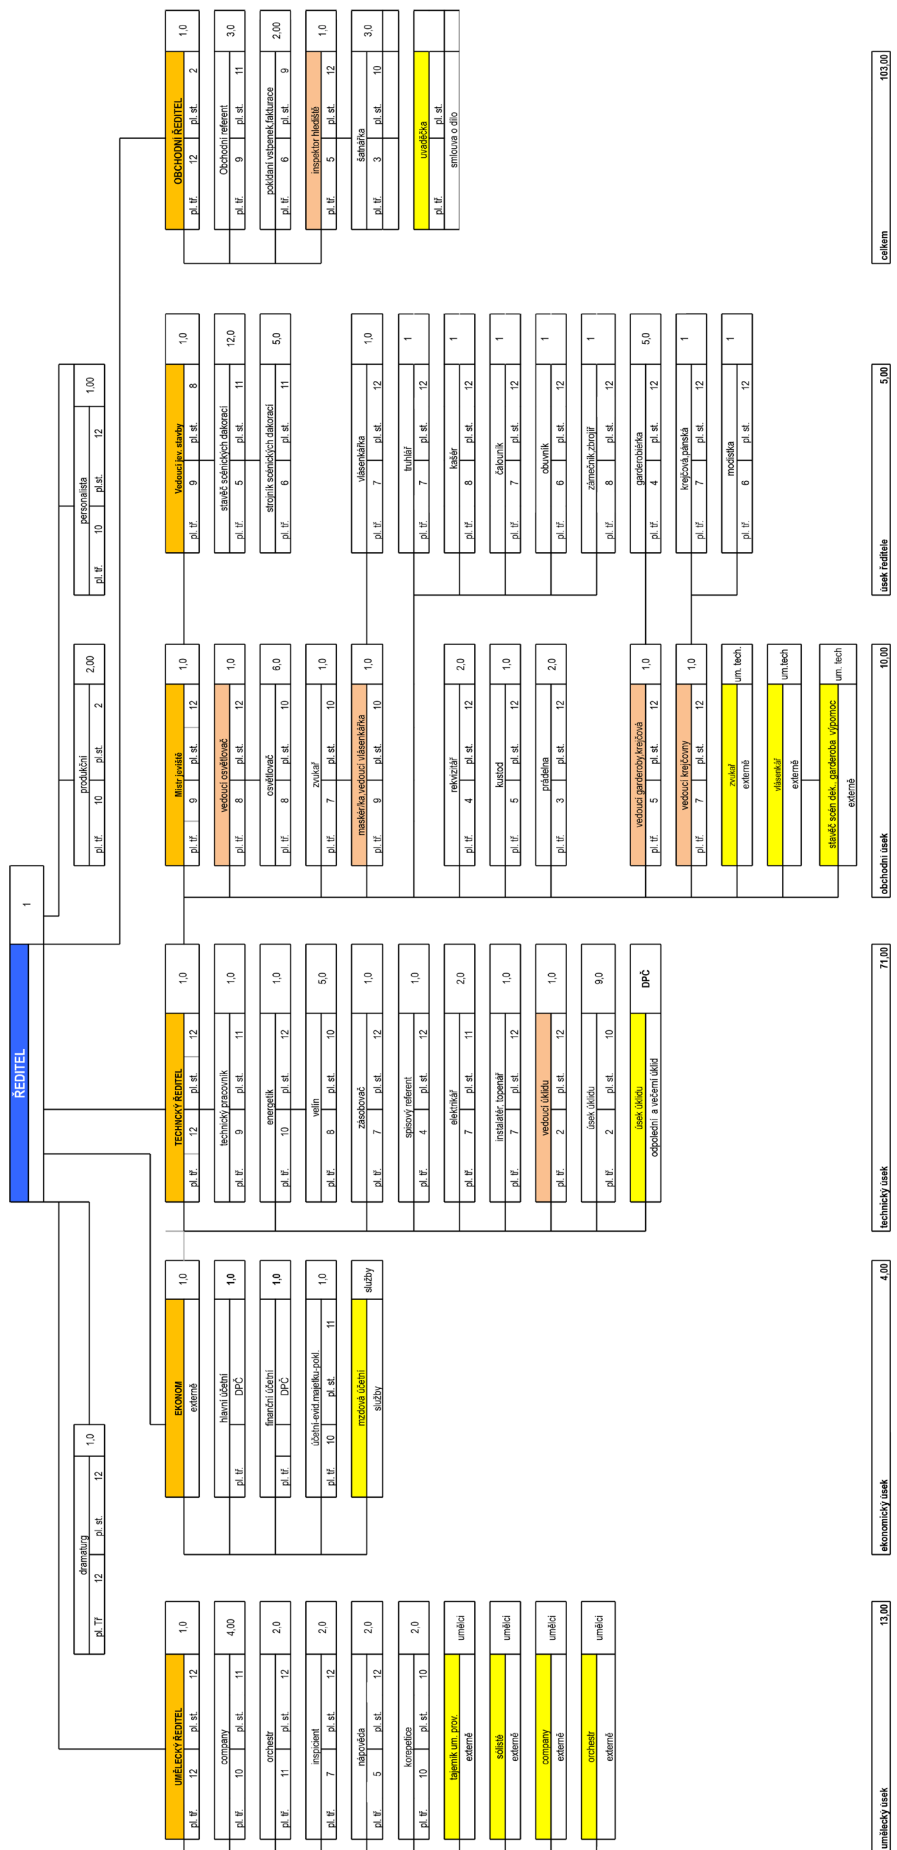 ŘEDITEL
1
dramaturg
1,0
pl. Tř
12
pl. st.
12
produkční
2,00
pl. tř.
10
pl.st.
2
personalista
1,00
pl. tř.
10
pl.st.
12
UMĚLECKÝ ŘEDITEL
1,0
pl. tř. 12 pl. st. 12
company
4,00
pl. tř. 10 pl. st. 11
orchestr
2,0
pl. tř. 11 pl. st. 12
inspicient
2,0
pl. tř. 7 pl. st. 12
nápověda
2,0
pl. tř. 5 pl. st. 12
korepetice
2,0
pl. tř. 10 pl. st. 10
tajemík um. prov.
umělci
externě
sólisté
umělci
externě
company
umělci
externě
orchestr
umělci
externě
EKONOM
1,0
externě
hlavní účetní
1,0
pl. tř. DPČ
finanční účetní
1,0
pl. tř. DPČ
účetní-evid.majetku-pokl.
1,0
pl. tř. 10 pl. st. 11
mzdová účetní
služby
služby
TECHNCKÝ ŘEDITEL
1,0
pl. tř. 12 pl. st. 12
technický pracovník
1,0
pl. tř. 9 pl. st. 11
energetik
1,0
pl. tř. 10 pl. st. 12
velín
5,0
pl. tř. 8 pl. st. 10
zásobovač
1,0
pl. tř. 7 pl. st. 12
spisový referent
1,0
pl. tř. 4 pl. st. 12
elektrikář
2,0
pl. tř. 7 pl. st. 11
instalatér, topenář
1,0
pl. tř. 7 pl. st. 12
vedoucí úklidu
1,0
pl. tř. 2 pl. st. 12
úsek úklidu
9,0
pl. tř. 2 pl. st. 10
úsek úklidu
DPČ
odpolední a večerní úklid
Mistr jeviště
1,0
pl. tř. 9 pl. st. 12
vedoucí osvětlovač
1,0
pl. tř. 8 pl. st. 12
osvětlovač
6,0
pl. tř. 8 pl. st. 10
zvukař
1,0
pl. tř. 7 pl. st. 10
maskérka,vedoucí vlásenkářka
1,0
pl. tř. 9 pl. st. 10
rekvizitář
2,0
pl. tř. 4 pl. st. 12
kustod
1,0
pl. tř. 5 pl. st. 12
prádelna
2,0
pl. tř. 3 pl. st. 12
vedoucí garderoby,krejčová
1,0
pl. tř. 5 pl. st. 12
vedoucí krejčovny
1,0
pl. tř. 7 pl. st. 12
zvukař
um. tech.
externě
vlásenkář
um.tech
externě
stavěč scén dek., garderoba výpomoc
um. tech
externě
Vedoucí jev. stavby
1,0
pl. tř. 9 pl. st. 8
stavěč scénických dakorací
12,0
pl. tř. 5 pl. st. 11
strojník scénických dakorací
5,0
pl. tř. 6 pl. st. 11
vlásenkářka
1,0
pl. tř. 7 pl. st. 12
truhlář
1
pl. tř. 7 pl. st. 12
kašér
1
pl. tř. 8 pl. st. 12
čalouník
1
pl. tř. 7 pl. st. 12
obuvník
1
pl. tř. 6 pl. st. 12
zámečník,zbrojíř
1
pl. tř. 8 pl. st. 12
garderobiérka
5,0
pl. tř. 4 pl. st. 12
krejčová,pánská
1
pl. tř. 7 pl. st. 12
modistka
1
pl. tř. 6 pl. st. 12
OBCHODNÍ ŘEDITEL
1,0
pl. tř. 12 pl. st. 2
Obchodní referent
3,0
pl. tř. 9 pl. st. 11
pokldaní vstpenek,fakturace
2,00
pl. tř. 6 pl. st. 9
inspektor hlediště
1,0
pl. tř. 5 pl. st. 12
šatnářka
3,0
pl. tř. 3 pl. st. 10
uvaděčka
pl. tř. pl. st.
smlouva o dílo
umělecký úsek 13,00
ekonomický úsek 4,00
technický úsek 71,00
obchodní úsek 10,00
úsek ředitele 5,00
celkem 103,00